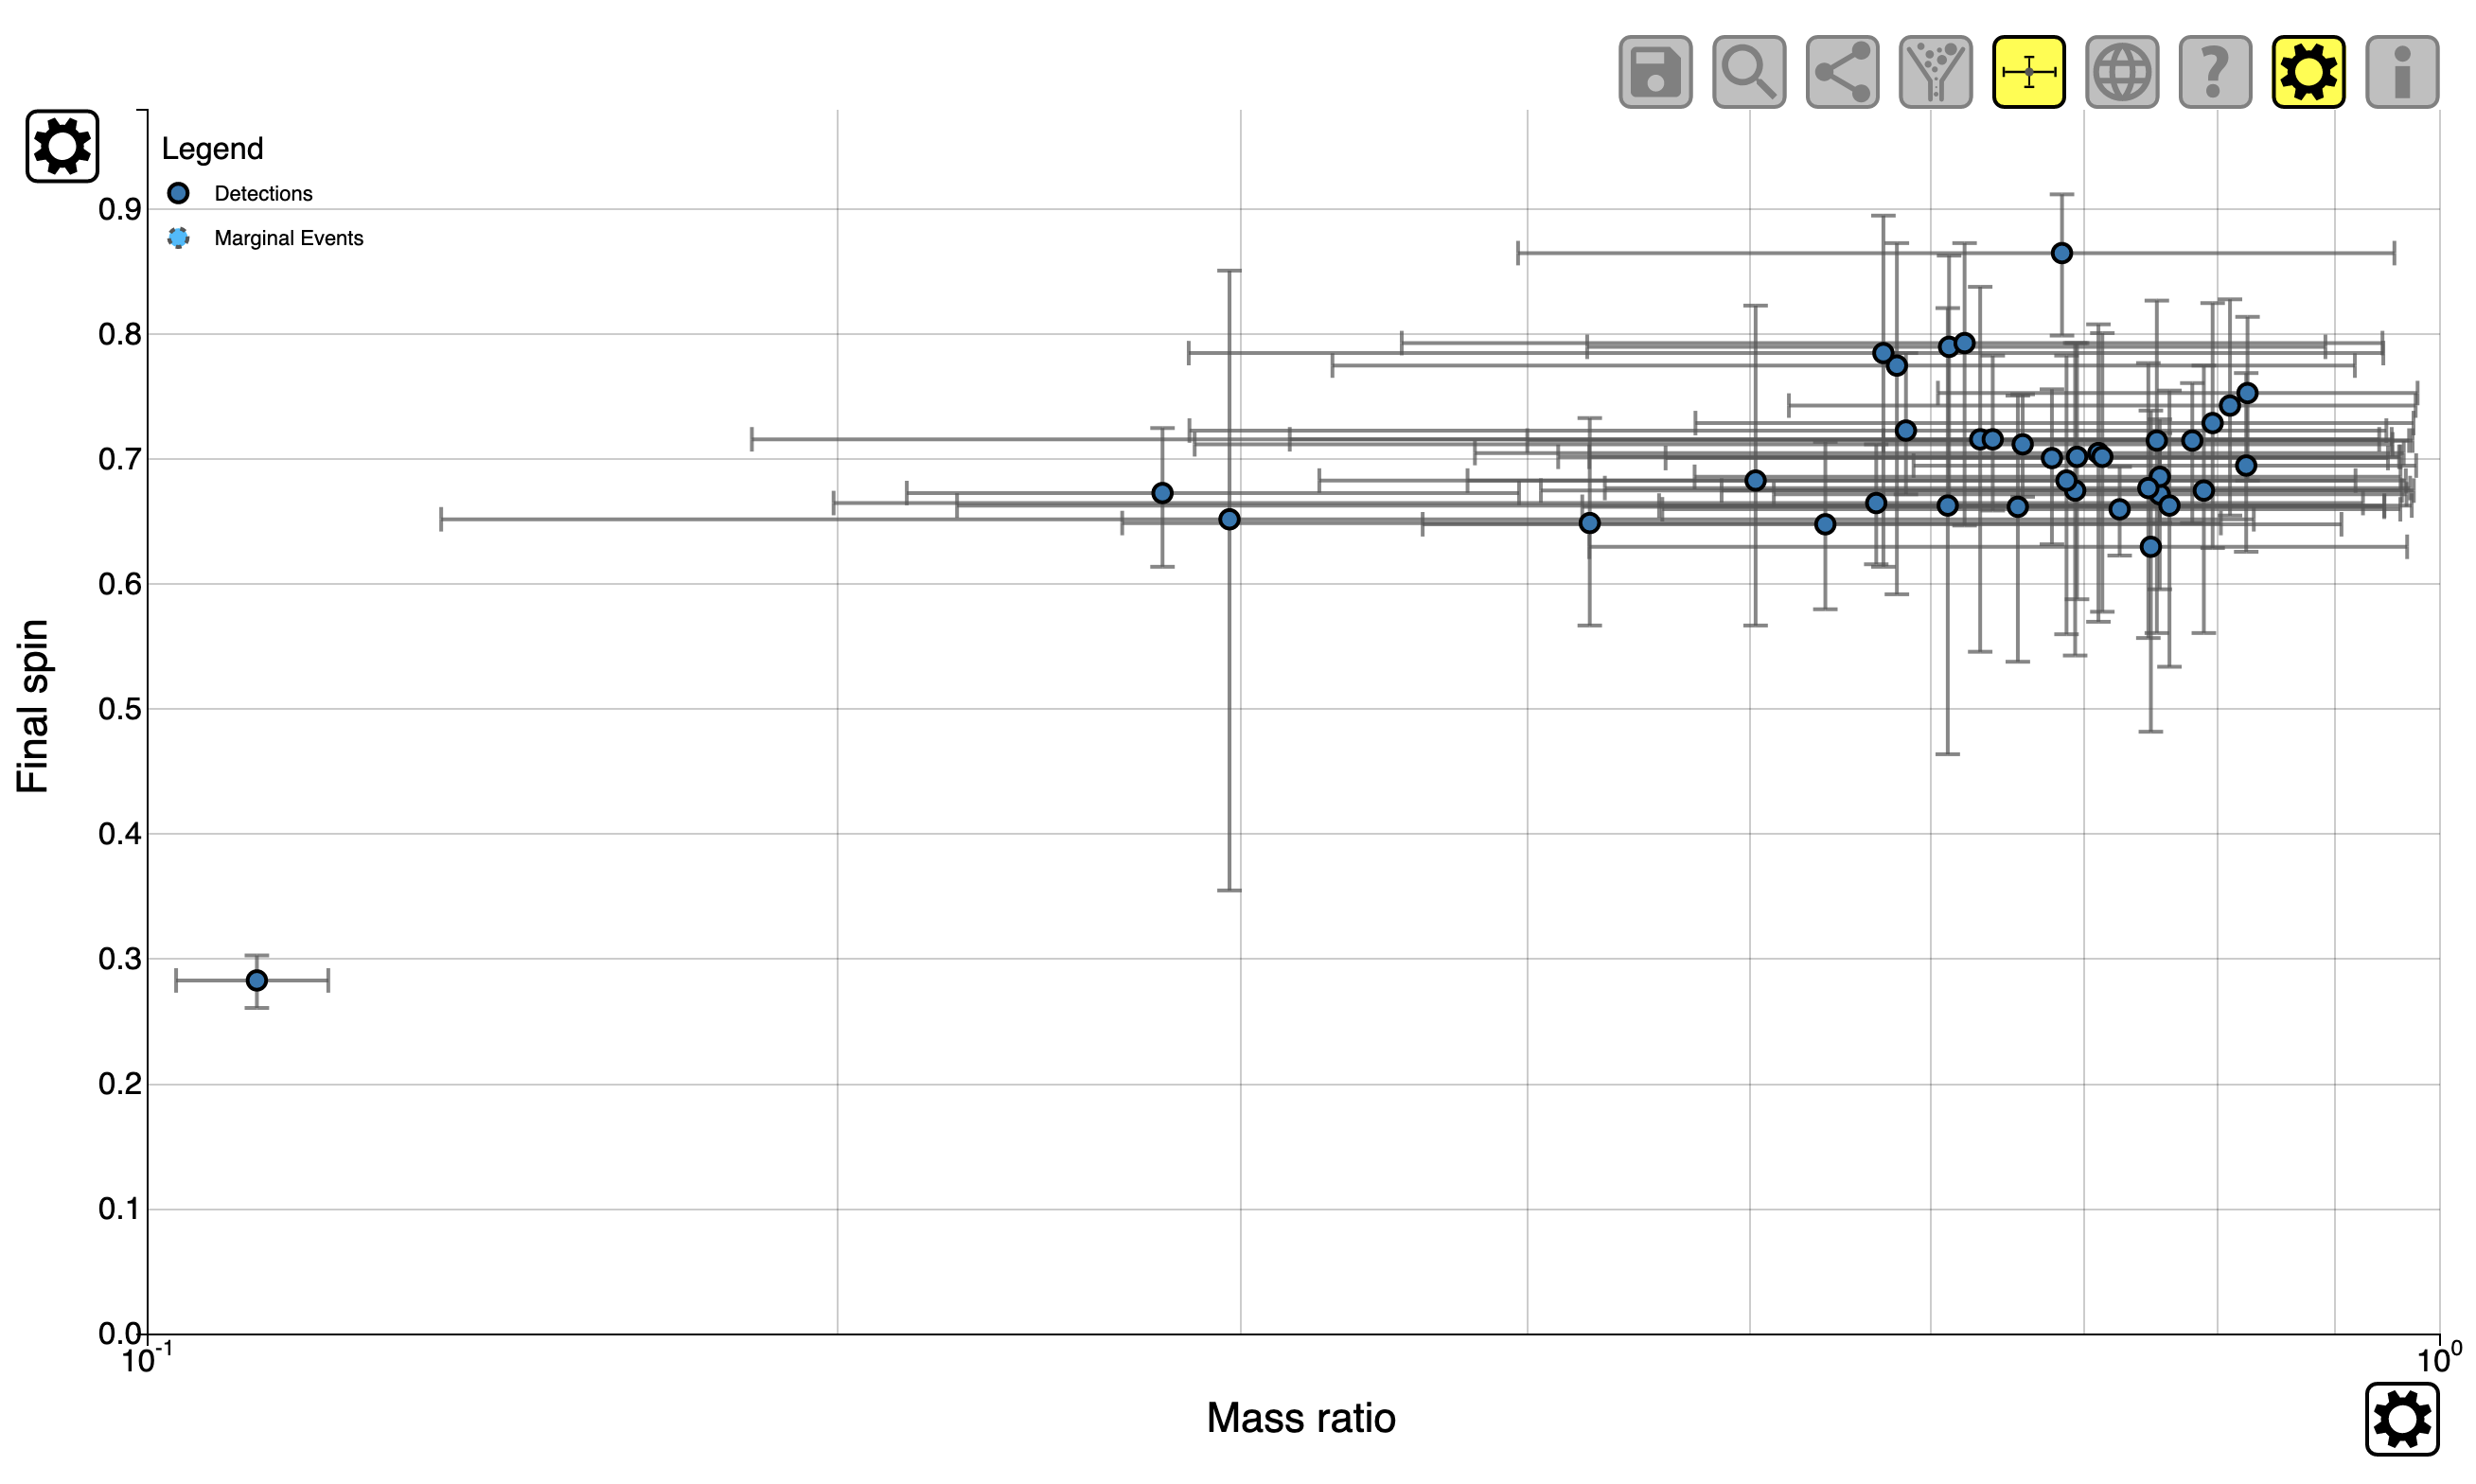 Legend
Detections
Marginal Events
0.9
0.8
0.7
0.6
0.5
0.4
0.3
0.2
0.1
0.0
Final spin
10-1
100
Mass ratio
?
i